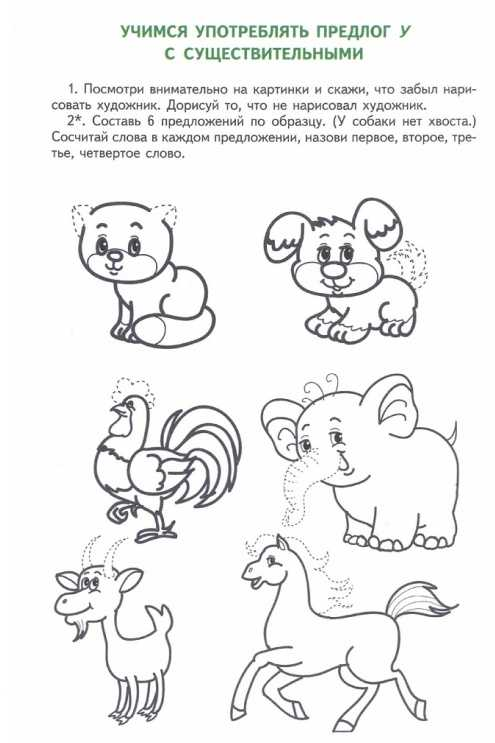 УЧИМСЯ УПОТРЕБЛЯТЬ ПРЕДЛОГ У
С СУЩЕСТВИТЕЛЬНЫМИ
1. Посмотри внимательно на картинки и скажи, что забыл нари-
совать художник. Дорисуй то, что не нарисовал художник.
2*. Составь 6 предложений по образцу. (У собаки нет хвоста.)
Сосчитай слова в каждом предложении, назови первое, второе, тре-
тье, четвертое слово.